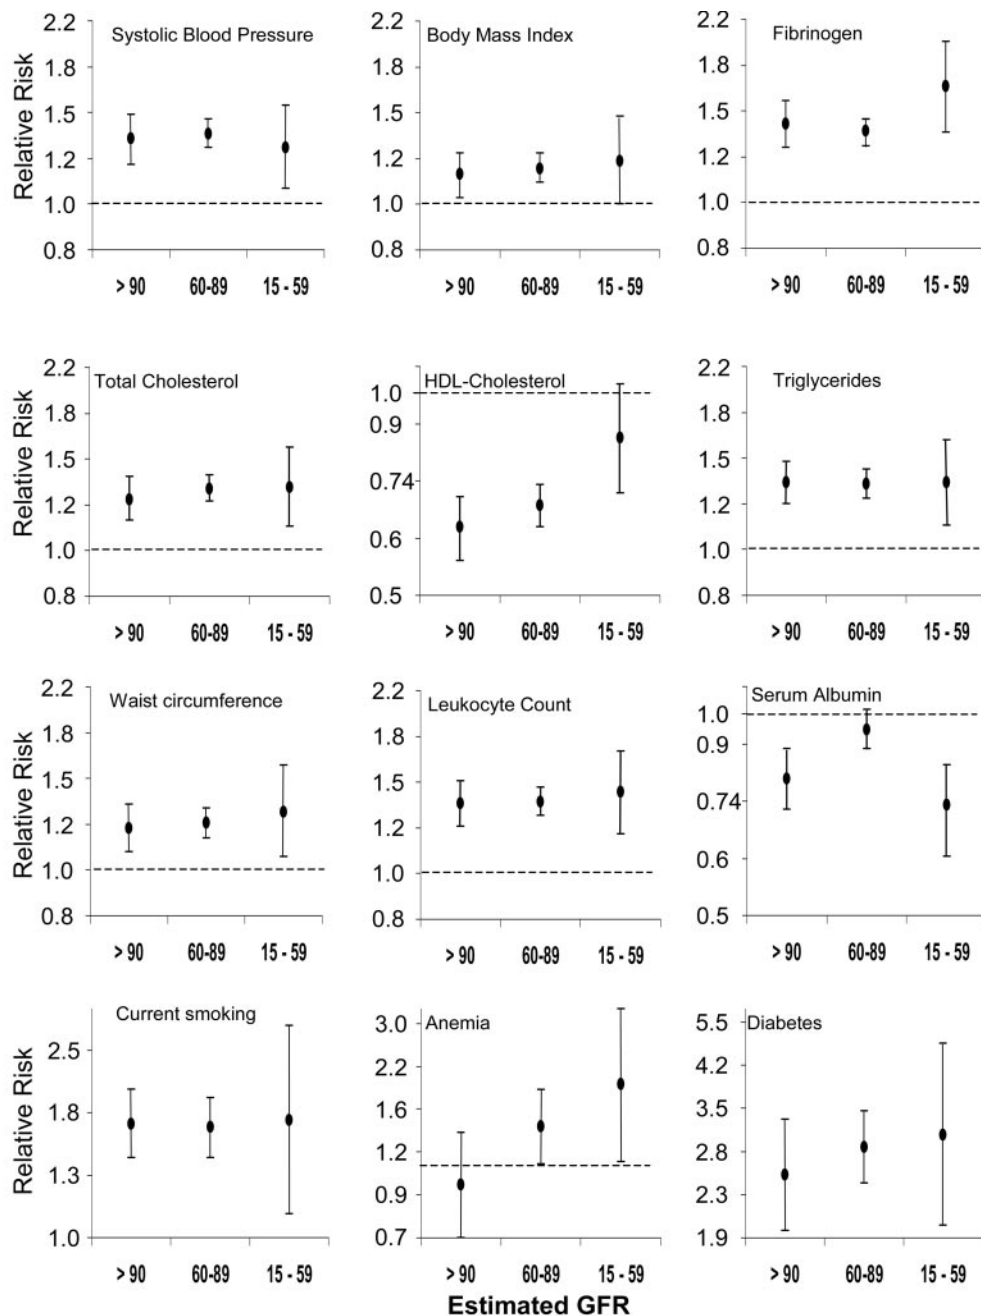 Systolic Blood Pressure
Relative Risk
2.2
1.8
1.5
1.2
1.0
0.8
> 90 60-89 15 - 59
Body Mass Index
2.2
1.8
1.5
1.2
1.0
0.8
> 90 60-89 15 - 59
Fibrinogen
2.2
1.8
1.5
1.2
1.0
0.8
> 90 60-89 15 - 59
Total Cholesterol
Relative Risk
2.2
1.8
1.5
1.2
1.0
0.8
> 90 60-89 15 - 59
HDL-Cholesterol
1.0
0.9
0.74
0.6
0.5
> 90 60-89 15 - 59
Triglycerides
2.2
1.8
1.5
1.2
1.0
0.8
> 90 60-89 15 - 59
Waist circumference
Relative Risk
2.2
1.8
1.5
1.2
1.0
0.8
> 90 60-89 15 - 59
Leukocyte Count
2.2
1.8
1.5
1.2
1.0
0.8
> 90 60-89 15 - 59
Serum Albumin
1.0
0.9
0.74
0.6
0.5
> 90 60-89 15 - 59
Current smoking
Relative Risk
2.5
1.8
1.3
1.0
> 90 60-89 15 - 59
Anemia
3.0
2.2
1.6
1.2
0.9
0.7
> 90 60-89 15 - 59
Diabetes
5.5
4.2
3.5
2.8
2.3
1.9
> 90 60-89 15 - 59
Estimated GFR